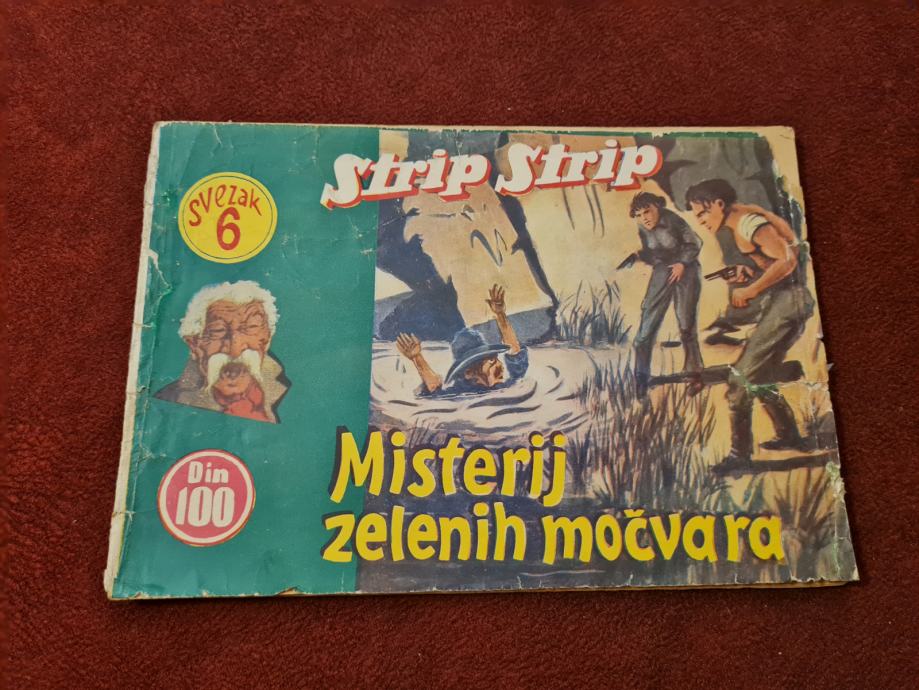 Strip Strip
Svezak
6
Din
100
Misterij
zelenih močvara